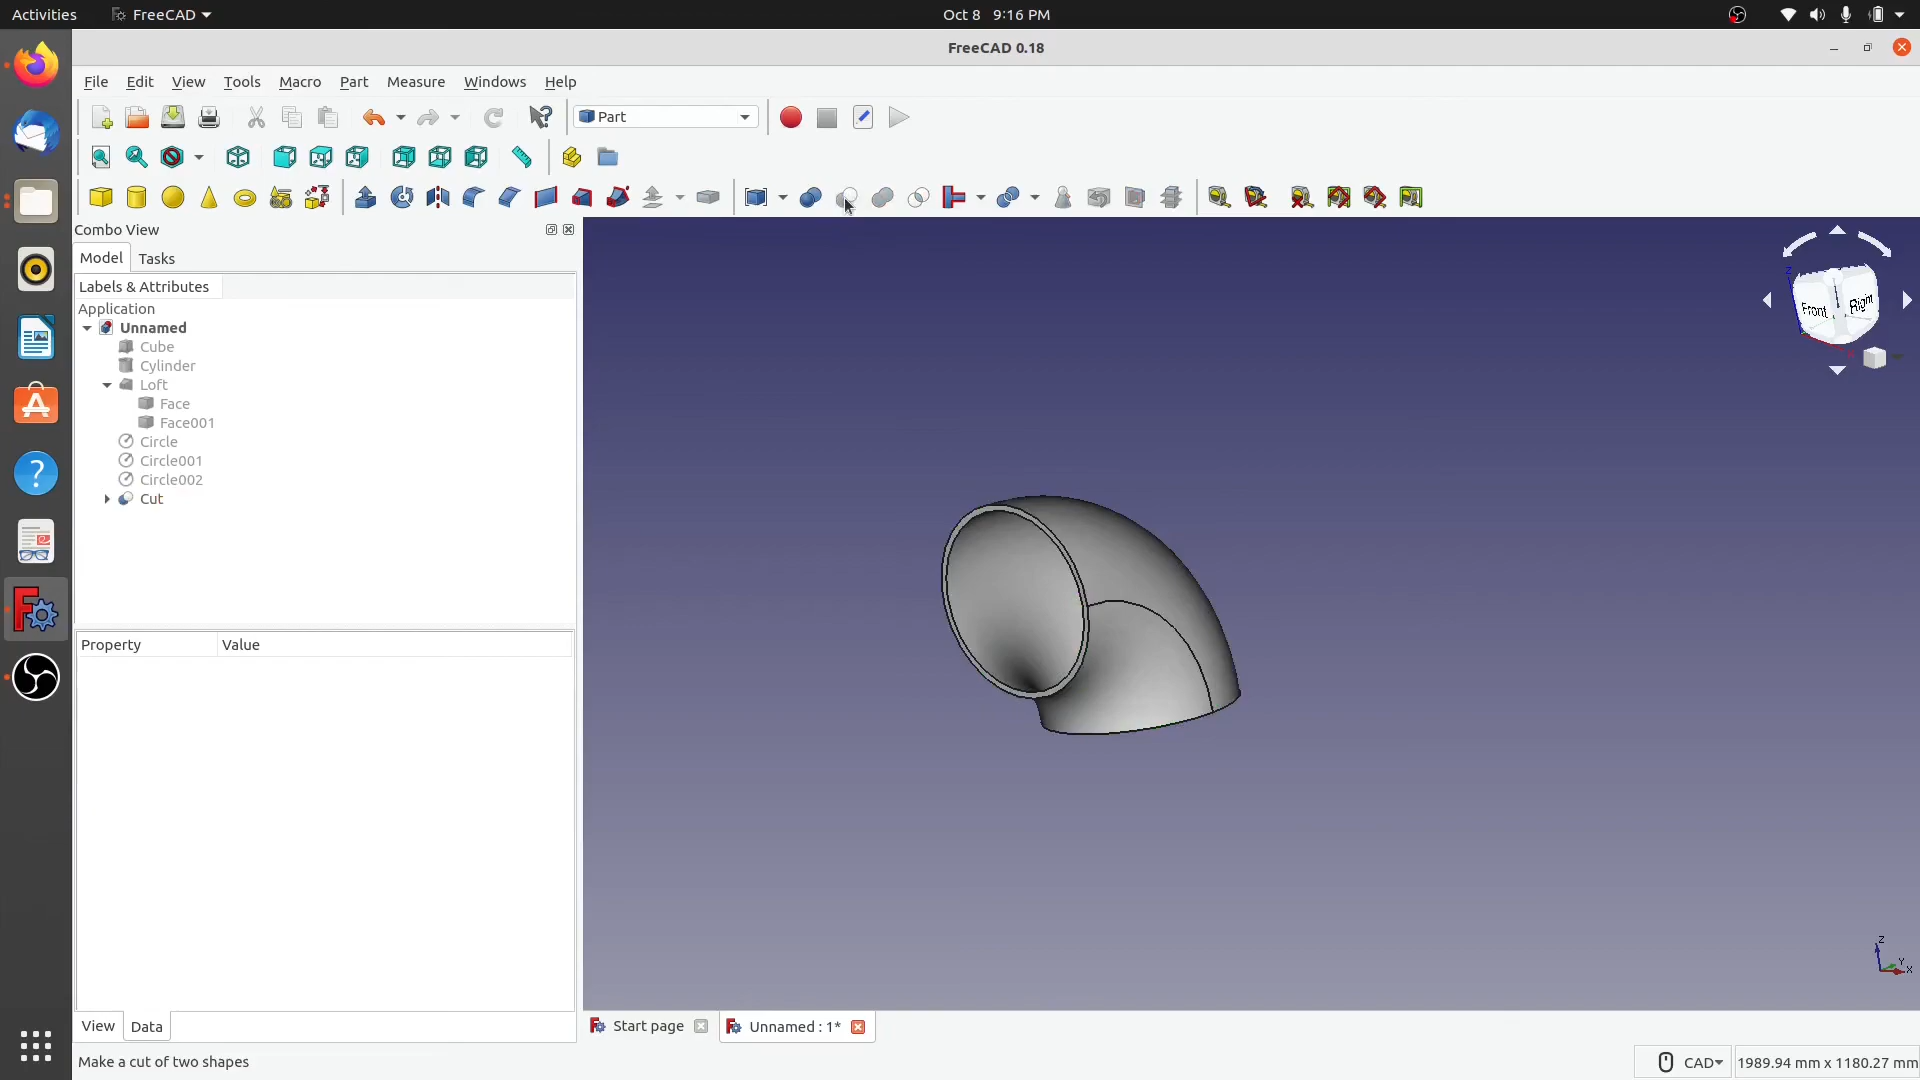 Activities FreeCAD Oct 8 9:16 PM
FreeCAD 0.18
File Edit View Tools Macro Part Measure Windows Help
Part
Combo View
Model Tasks
Labels & Attributes
Application
Unnamed
Cube
Cylinder
Loft
Face
Face001
Circle
Circle001
Circle002
Cut
Property Value
Front Right
Z
Z
Y
X
View Data
Start page Unnamed : 1*
Make a cut of two shapes
CAD 1989.94 mm x 1180.27 mm